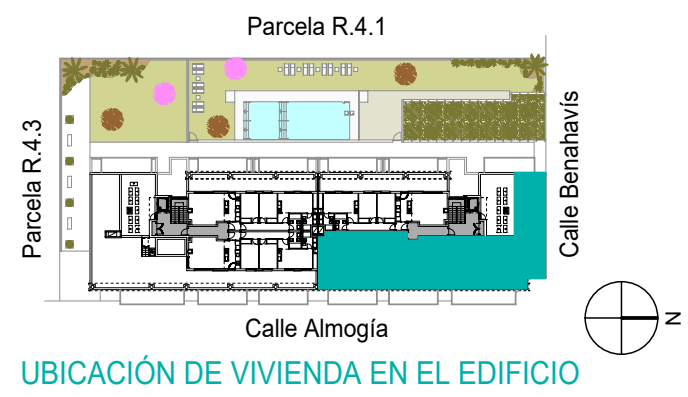 Parcela R.4.1
Parcela R.4.3
Calle Benahavís
Calle Almogía
N
UBICACIÓN DE VIVIENDA EN EL EDIFICIO